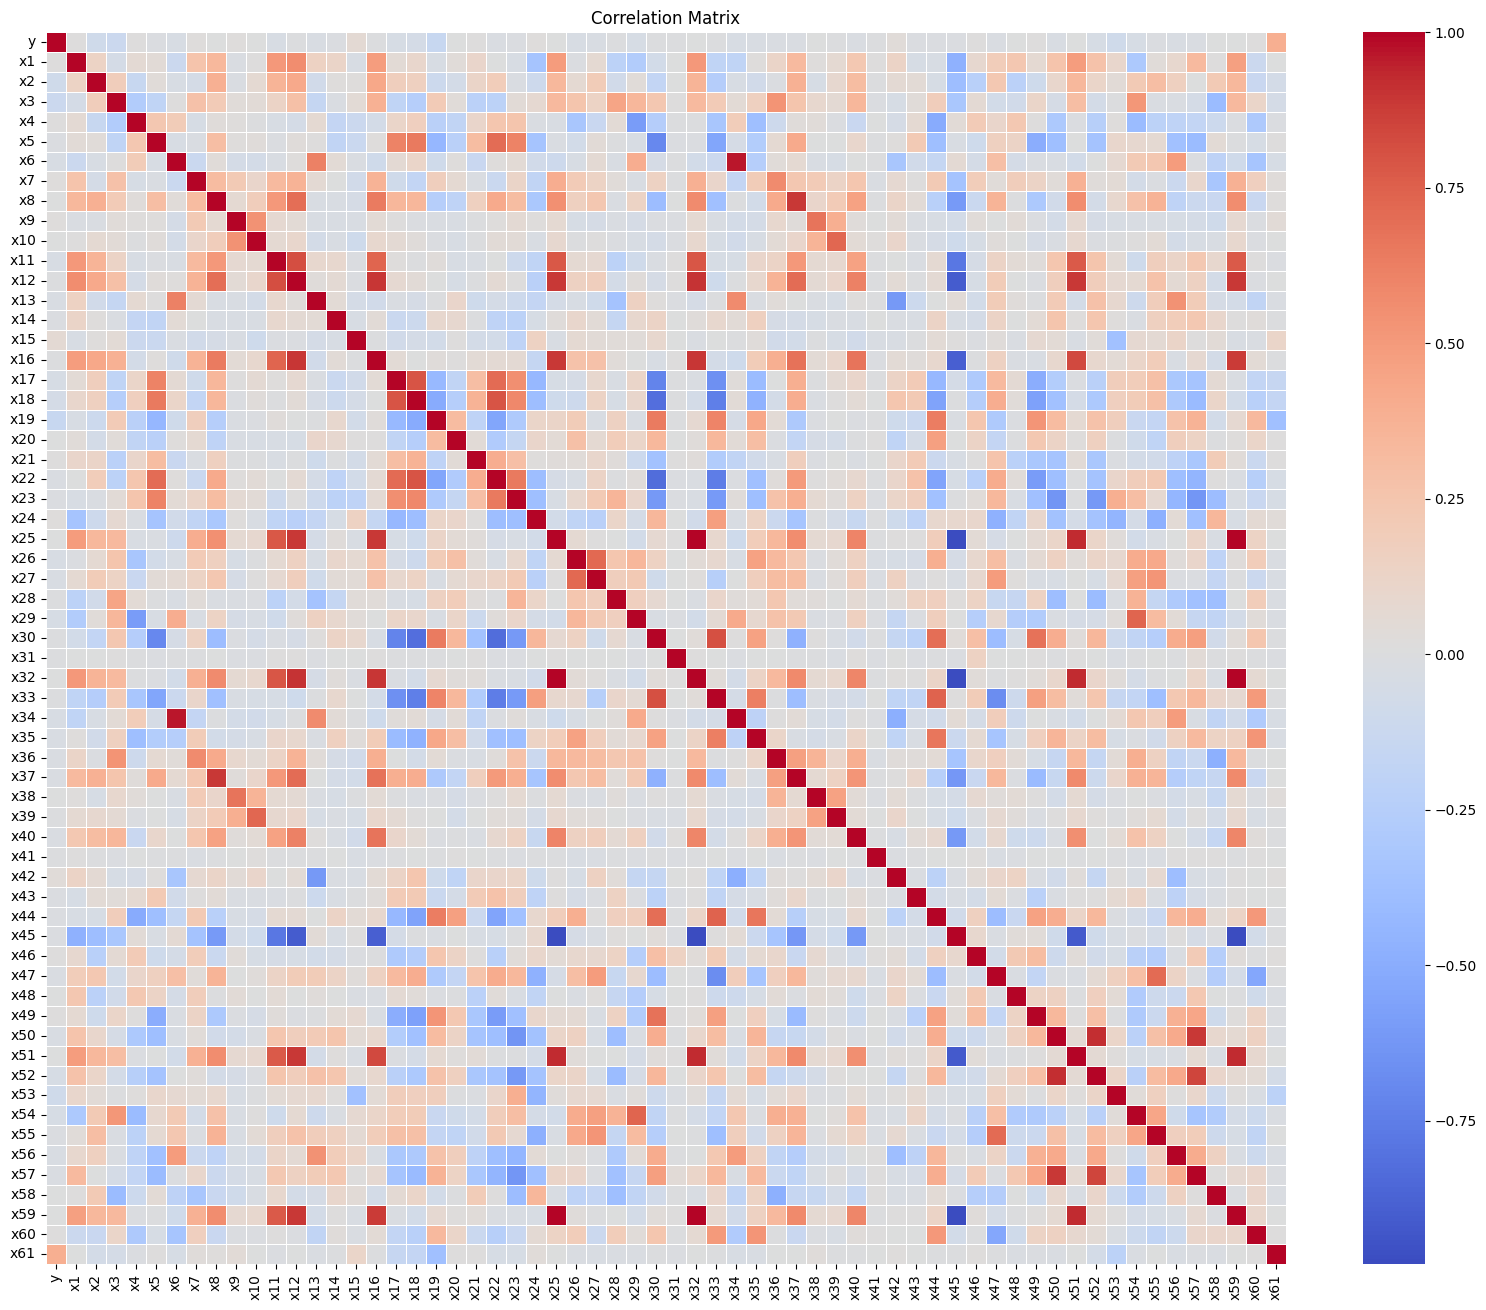 Correlation Matrix
y
x1
x2
x3
x4
x5
x6
x7
x8
x9
x10
x11
x12
x13
x14
x15
x16
x17
x18
x19
x20
x21
x22
x23
x24
x25
x26
x27
x28
x29
x30
x31
x32
x33
x34
x35
x36
x37
x38
x39
x40
x41
x42
x43
x44
x45
x46
x47
x48
x49
x50
x51
x52
x53
x54
x55
x56
x57
x58
x59
x60
x61
y x1 x2 x3 x4 x5 x6 x7 x8 x9 x10 x11 x12 x13 x14 x15 x16 x17 x18 x19 x20 x21 x22 x23 x24 x25 x26 x27 x28 x29 x30 x31 x32 x33 x34 x35 x36 x37 x38 x39 x40 x41 x42 x43 x44 x45 x46 x47 x48 x49 x50 x51 x52 x53 x54 x55 x56 x57 x58 x59 x60 x61
1.00
0.75
0.50
0.25
0.00
−0.25
−0.50
−0.75